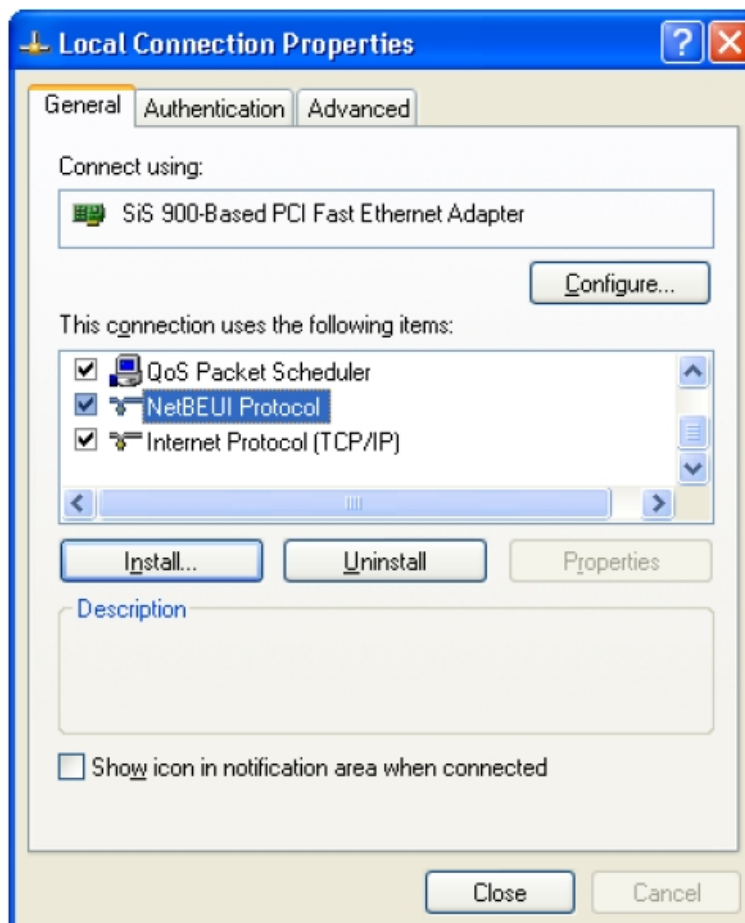 Local Connection Properties
General
Authentication
Advanced
Connect using:
SiS 900-Based PCI Fast Ethernet Adapter
Configure...
This connection uses the following items:
QoS Packet Scheduler
NetBEUI Protocol
Internet Protocol (TCP/IP)
Install...
Uninstall
Properties
Description
Show icon in notification area when connected
Close
Cancel